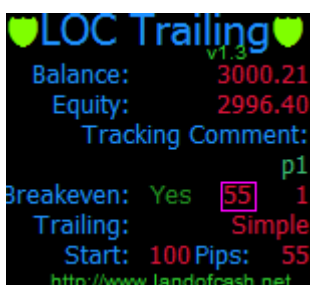 LOC Trailing
v1.3
Balance: 3000.21
Equity: 2996.40
Tracking Comment:
p1
Breakeven: Yes 55 1
Trailing: Simple
Start: 100 Pips: 55
http://www.landofcash.net